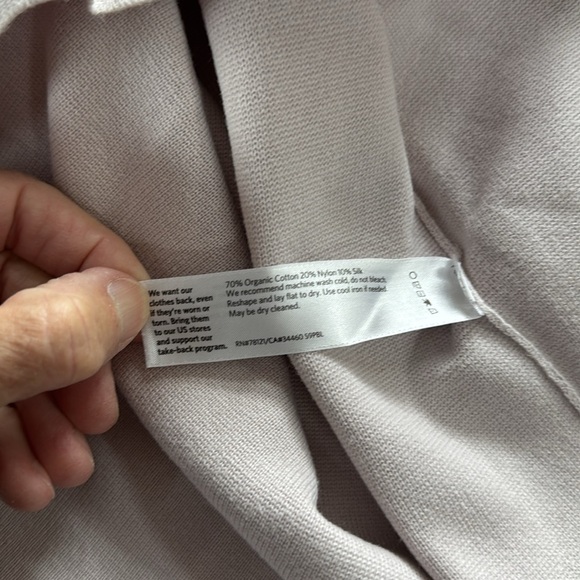 We want our
clothes back, even
if they're worn or
torn. Bring them
to our US stores
and support our
take-back program.
70% Organic Cotton 20% Nylon 10% Silk
We recommend machine wash cold, do not bleach.
Reshape and lay flat to dry. Use cool iron if needed.
May be dry cleaned.
RN#78121/CA#34460 S9PBL